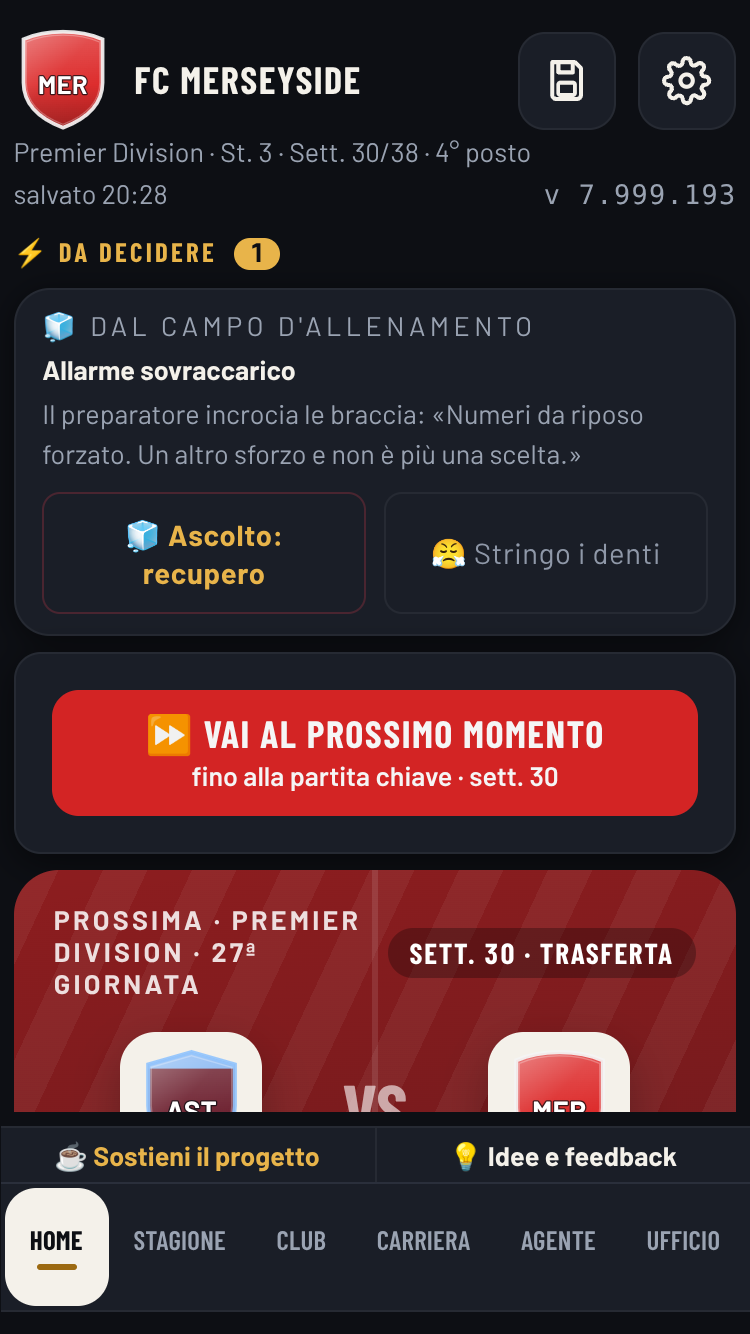 MER
FC MERSEYSIDE
Premier Division · St. 3 · Sett. 30/38 · 4° posto
salvato 20:28
v 7.999.193
⚡ DA DECIDERE 1
🧊 DAL CAMPO D'ALLENAMENTO
Allarme sovraccarico
Il preparatore incrocia le braccia: «Numeri da riposo
forzato. Un altro sforzo e non è più una scelta.»
🧊 Ascolto:
recupero
😤 Stringo i denti
⏩ VAI AL PROSSIMO MOMENTO
fino alla partita chiave · sett. 30
PROSSIMA · PREMIER
DIVISION · 27ª
GIORNATA
SETT. 30 · TRASFERTA
AST
VS
MER
☕ Sostieni il progetto
💡 Idee e feedback
HOME
STAGIONE
CLUB
CARRIERA
AGENTE
UFFICIO